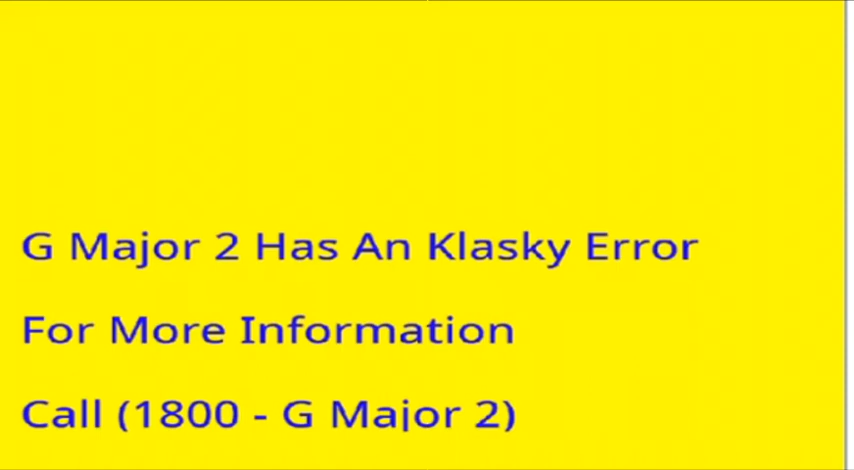 G Major 2 Has An Klasky Error
For More Information
Call (1800 - G Major 2)